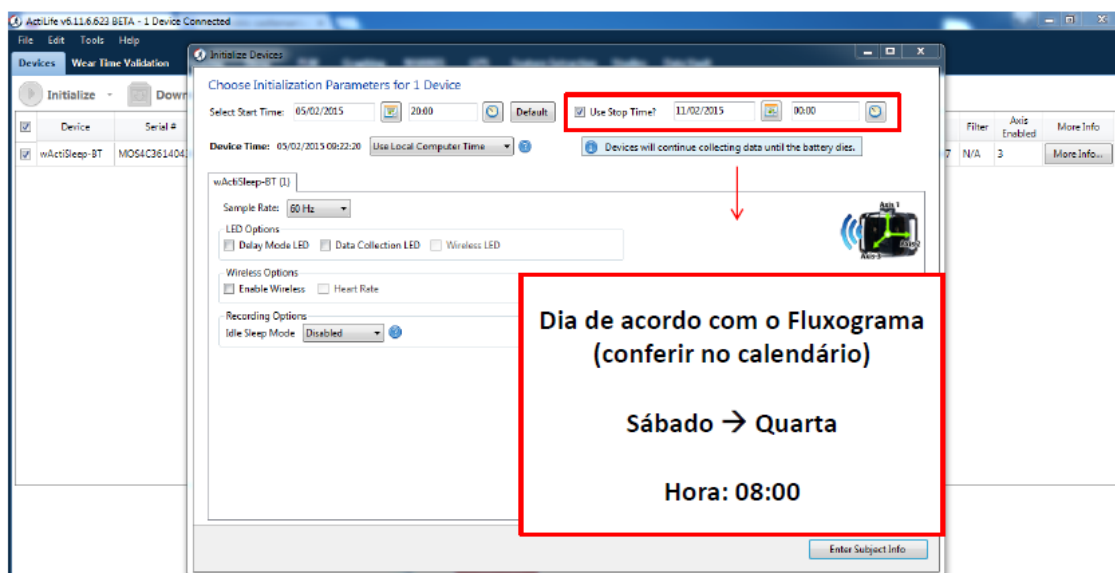 ActiLife v6.11.6.623 BETA - 1 Device Connected
File Edit Tools Help
Devices Wear Time Validation
Initialize
Device Serial # Filter Axis Enabled More Info
wActiSleep-BT N/A 3 More Info...
Initialize Devices
Choose Initialization Parameters for 1 Device
Select Start Time: 05/02/2015 20:00 Default Use Stop Time? 11/02/2015 00:00
Device Time: 05/02/2015 09:22:20 Use Local Computer Time Devices will continue collecting data until the battery dies.
wActiSleep-BT (1)
Sample Rate: 60 Hz
LED Options
Delay Mode LED Data Collection LED Wireless LED
Wireless Options
Enable Wireless Heart Rate
Recording Options
Idle Sleep Mode Disabled
Axis 1
Axis 2
Axis 3
Dia de acordo com o Fluxograma
(conferir no calendário)
Sábado → Quarta
Hora: 08:00
Enter Subject Info